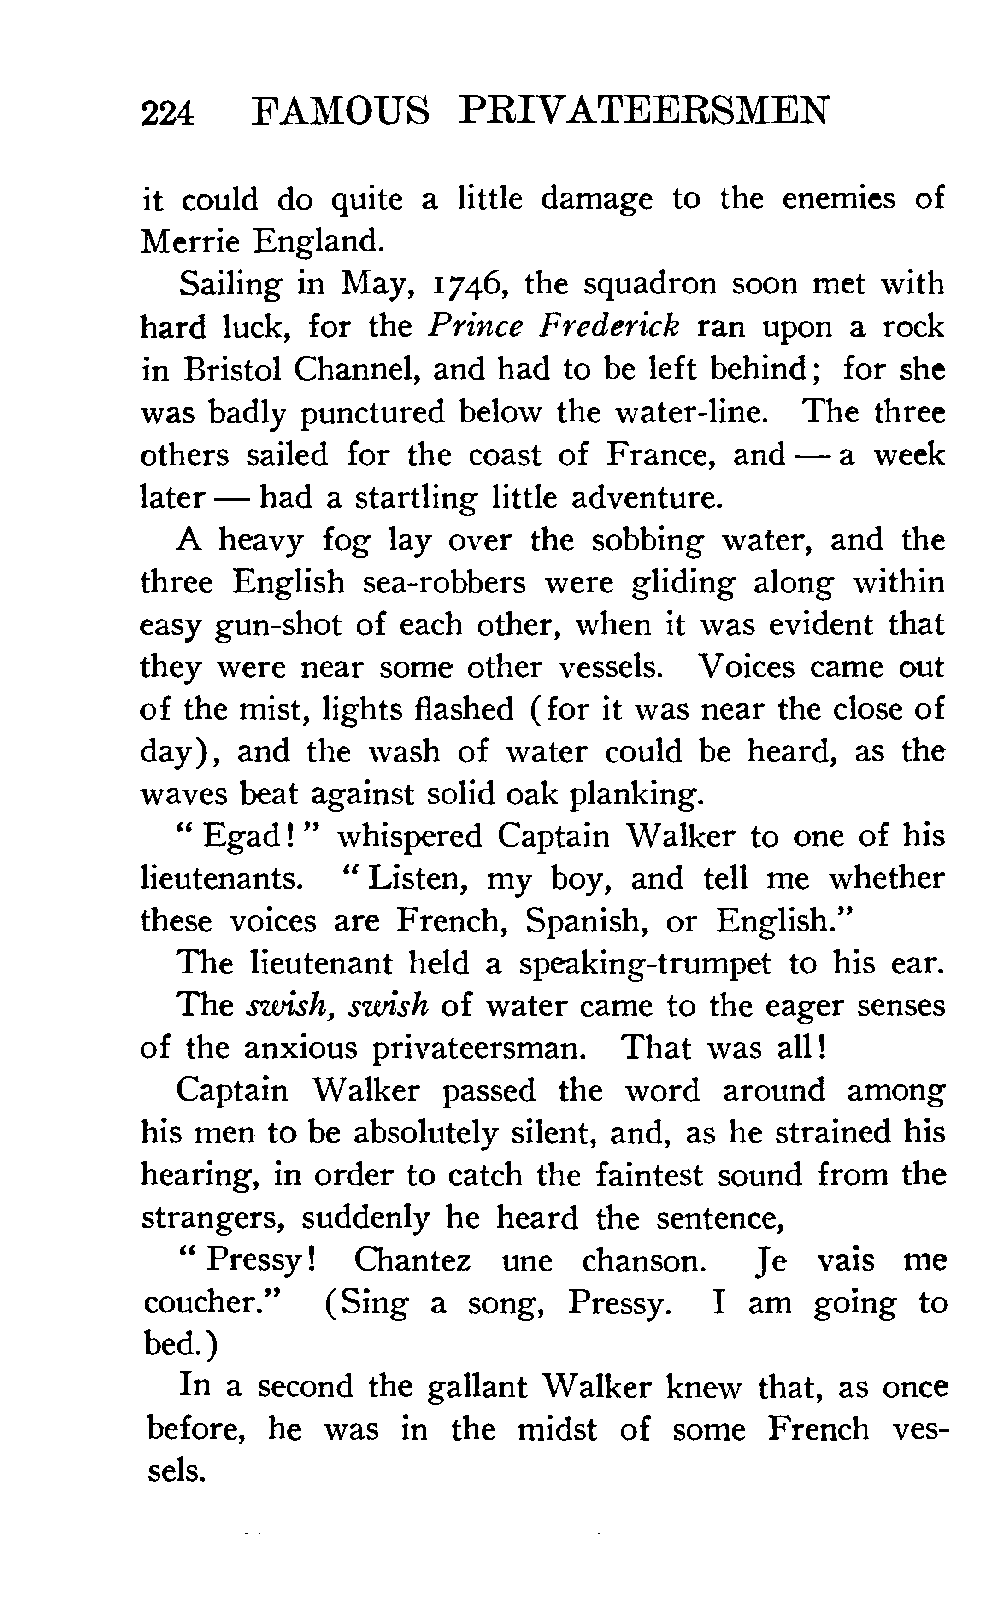 224 FAMOUS PRIVATEERSMEN
it could do quite a little damage to the enemies of
Merrie England.
Sailing in May, 1746, the squadron soon met with
hard luck, for the Prince Frederick ran upon a rock
in Bristol Channel, and had to be left behind; for she
was badly punctured below the water-line. The three
others sailed for the coast of France, and — a week
later — had a startling little adventure.
A heavy fog lay over the sobbing water, and the
three English sea-robbers were gliding along within
easy gun-shot of each other, when it was evident that
they were near some other vessels. Voices came out
of the mist, lights flashed (for it was near the close of
day), and the wash of water could be heard, as the
waves beat against solid oak planking.
" Egad! " whispered Captain Walker to one of his
lieutenants. " Listen, my boy, and tell me whether
these voices are French, Spanish, or English."
The lieutenant held a speaking-trumpet to his ear.
The swish, swish of water came to the eager senses
of the anxious privateersman. That was all!
Captain Walker passed the word around among
his men to be absolutely silent, and, as he strained his
hearing, in order to catch the faintest sound from the
strangers, suddenly he heard the sentence,
" Pressy! Chantez une chanson. Je vais me
coucher." (Sing a song, Pressy. I am going to
bed.)
In a second the gallant Walker knew that, as once
before, he was in the midst of some French ves-
sels.